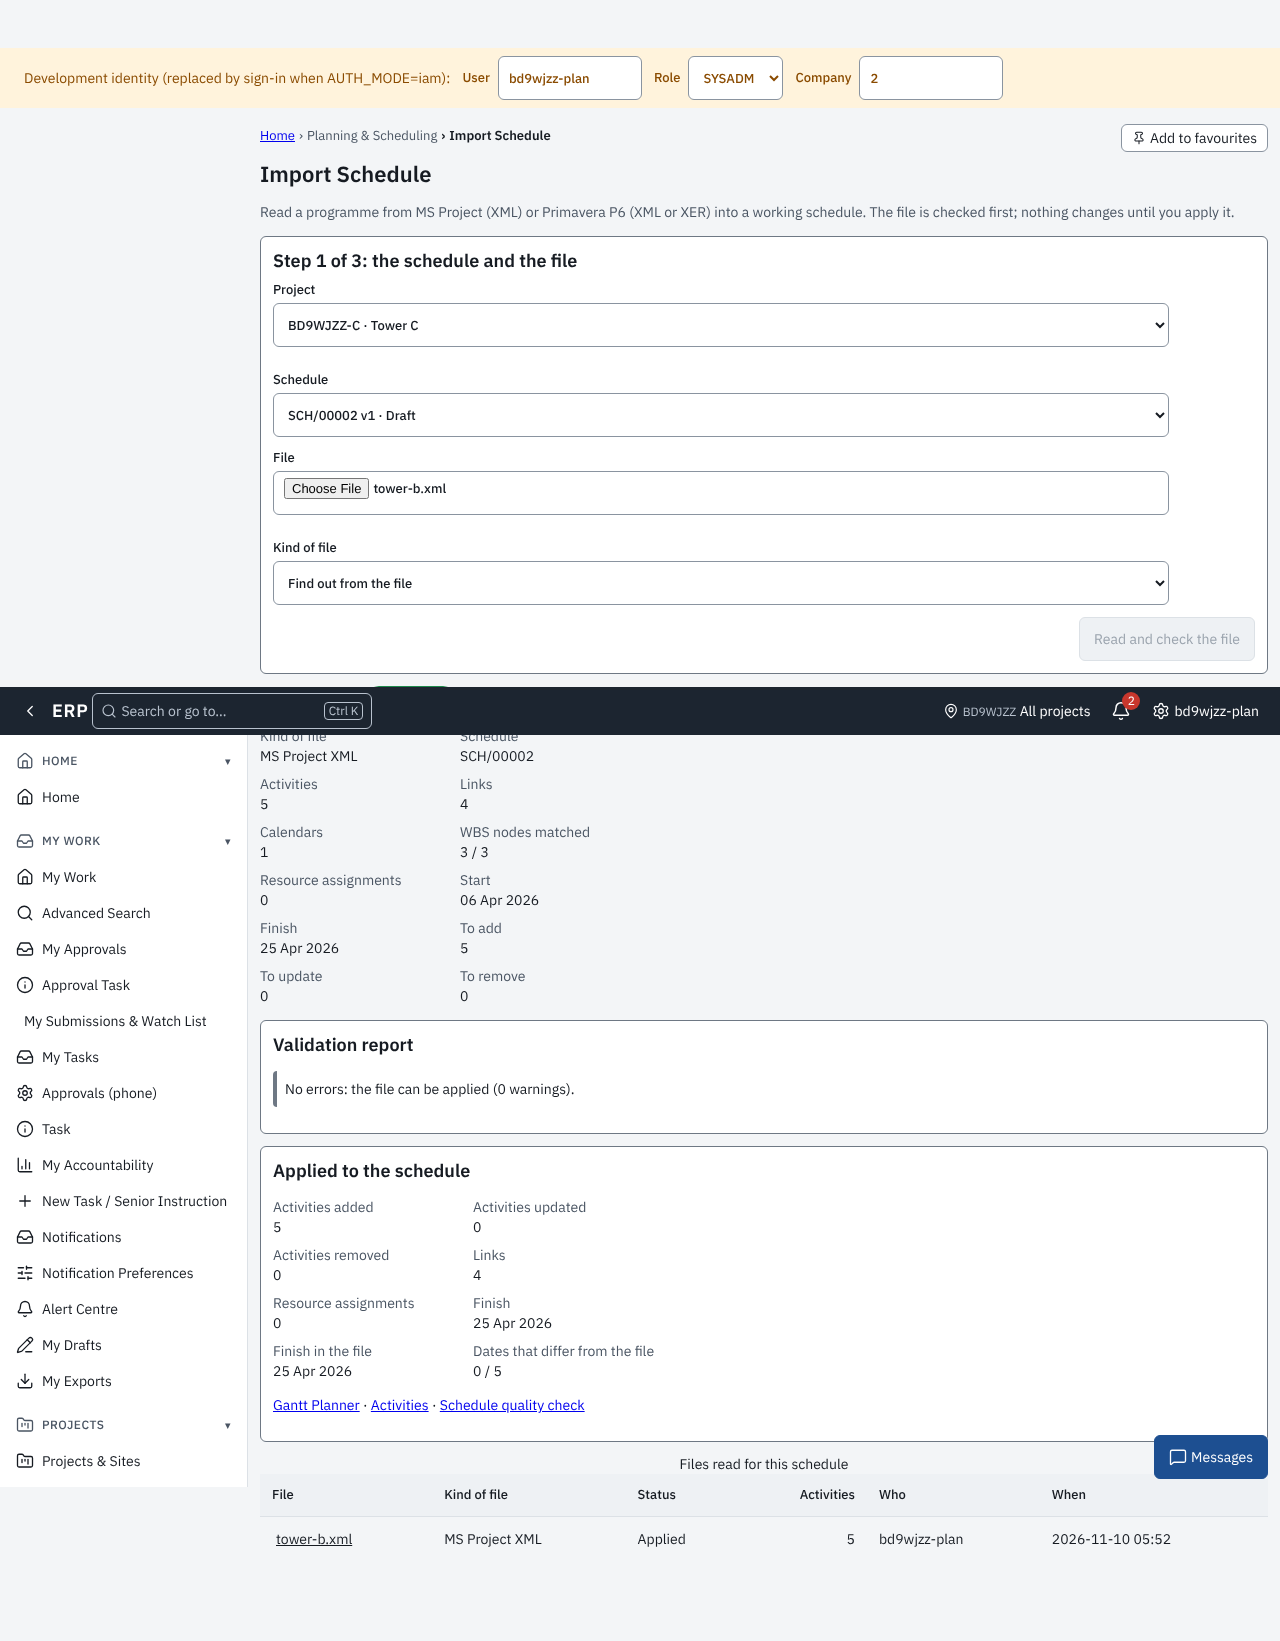 Development identity (replaced by sign-in when AUTH_MODE=iam): User bd9wjzz-plan Role SYSADM Company 2
Home › Planning & Scheduling › Import Schedule
Add to favourites
Import Schedule
Read a programme from MS Project (XML) or Primavera P6 (XML or XER) into a working schedule. The file is checked first; nothing changes until you apply it.
Step 1 of 3: the schedule and the file
Project
BD9WJZZ-C · Tower C
Schedule
SCH/00002 v1 · Draft
File
Choose File tower-b.xml
Kind of file
Find out from the file
Read and check the file
ERP Search or go to... Ctrl K BD9WJZZ All projects 2 bd9wjzz-plan
HOME
Home
MY WORK
My Work
Advanced Search
My Approvals
Approval Task
My Submissions & Watch List
My Tasks
Approvals (phone)
Task
My Accountability
New Task / Senior Instruction
Notifications
Notification Preferences
Alert Centre
My Drafts
My Exports
PROJECTS
Projects & Sites
Kind of file Schedule
MS Project XML SCH/00002
Activities Links
5 4
Calendars WBS nodes matched
1 3 / 3
Resource assignments Start
0 06 Apr 2026
Finish To add
25 Apr 2026 5
To update To remove
0 0
Validation report
No errors: the file can be applied (0 warnings).
Applied to the schedule
Activities added Activities updated
5 0
Activities removed Links
0 4
Resource assignments Finish
0 25 Apr 2026
Finish in the file Dates that differ from the file
25 Apr 2026 0 / 5
Gantt Planner · Activities · Schedule quality check
Messages
Files read for this schedule
File Kind of file Status Activities Who When
tower-b.xml MS Project XML Applied 5 bd9wjzz-plan 2026-11-10 05:52